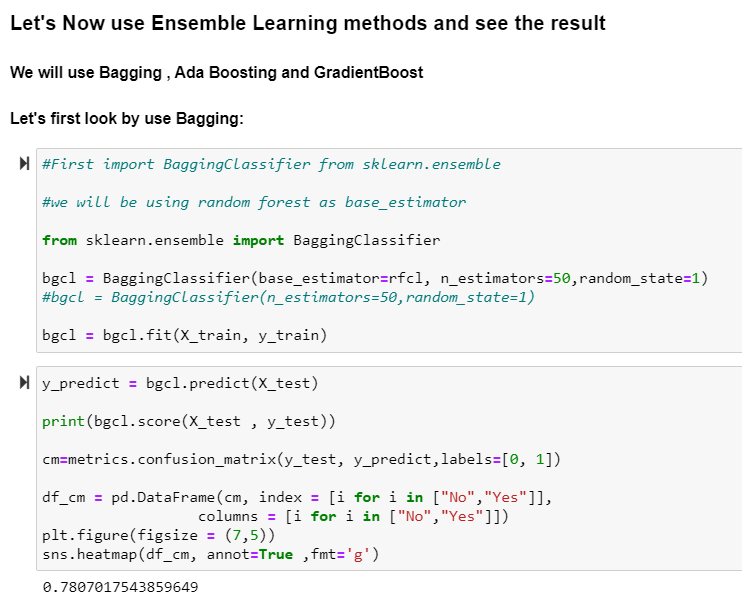 Let's Now use Ensemble Learning methods and see the result
We will use Bagging , Ada Boosting and GradientBoost
Let's first look by use Bagging:
#First import BaggingClassifier from sklearn.ensemble
#we will be using random forest as base_estimator
from sklearn.ensemble import BaggingClassifier
bgcl = BaggingClassifier(base_estimator=rfcl, n_estimators=50,random_state=1)
#bgcl = BaggingClassifier(n_estimators=50,random_state=1)
bgcl = bgcl.fit(X_train, y_train)
y_predict = bgcl.predict(X_test)
print(bgcl.score(X_test , y_test))
cm=metrics.confusion_matrix(y_test, y_predict,labels=[0, 1])
df_cm = pd.DataFrame(cm, index = [i for i in ["No","Yes"]],
columns = [i for i in ["No","Yes"]])
plt.figure(figsize = (7,5))
sns.heatmap(df_cm, annot=True ,fmt='g')
0.7807017543859649